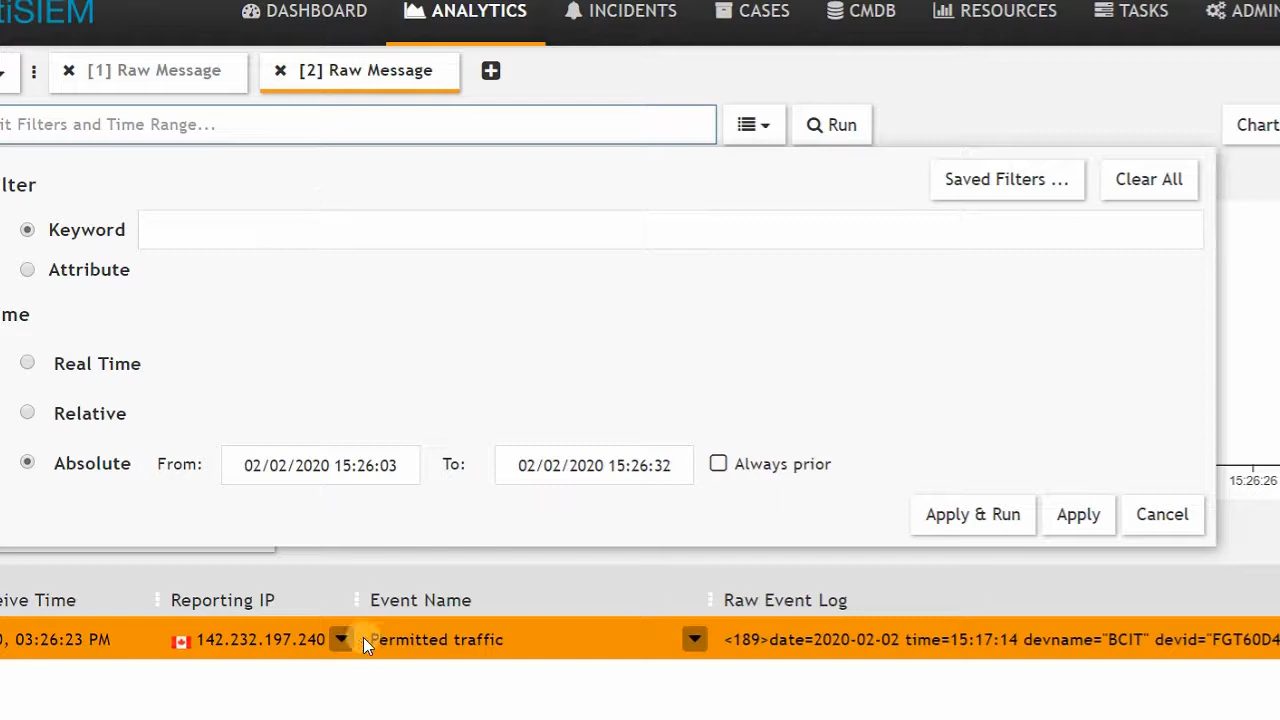 tiSIEM DASHBOARD ANALYTICS INCIDENTS CASES CMDB RESOURCES TASKS ADMIN
[1] Raw Message [2] Raw Message
it Filters and Time Range... Run Chart
lter Saved Filters ... Clear All
Keyword
Attribute
me
Real Time
Relative
Absolute From: 02/02/2020 15:26:03 To: 02/02/2020 15:26:32 Always prior
15:26:26
Apply & Run Apply Cancel
eive Time Reporting IP Event Name Raw Event Log
0, 03:26:23 PM 142.232.197.240 Permitted traffic <189>date=2020-02-02 time=15:17:14 devname="BCIT" devid="FGT60D4